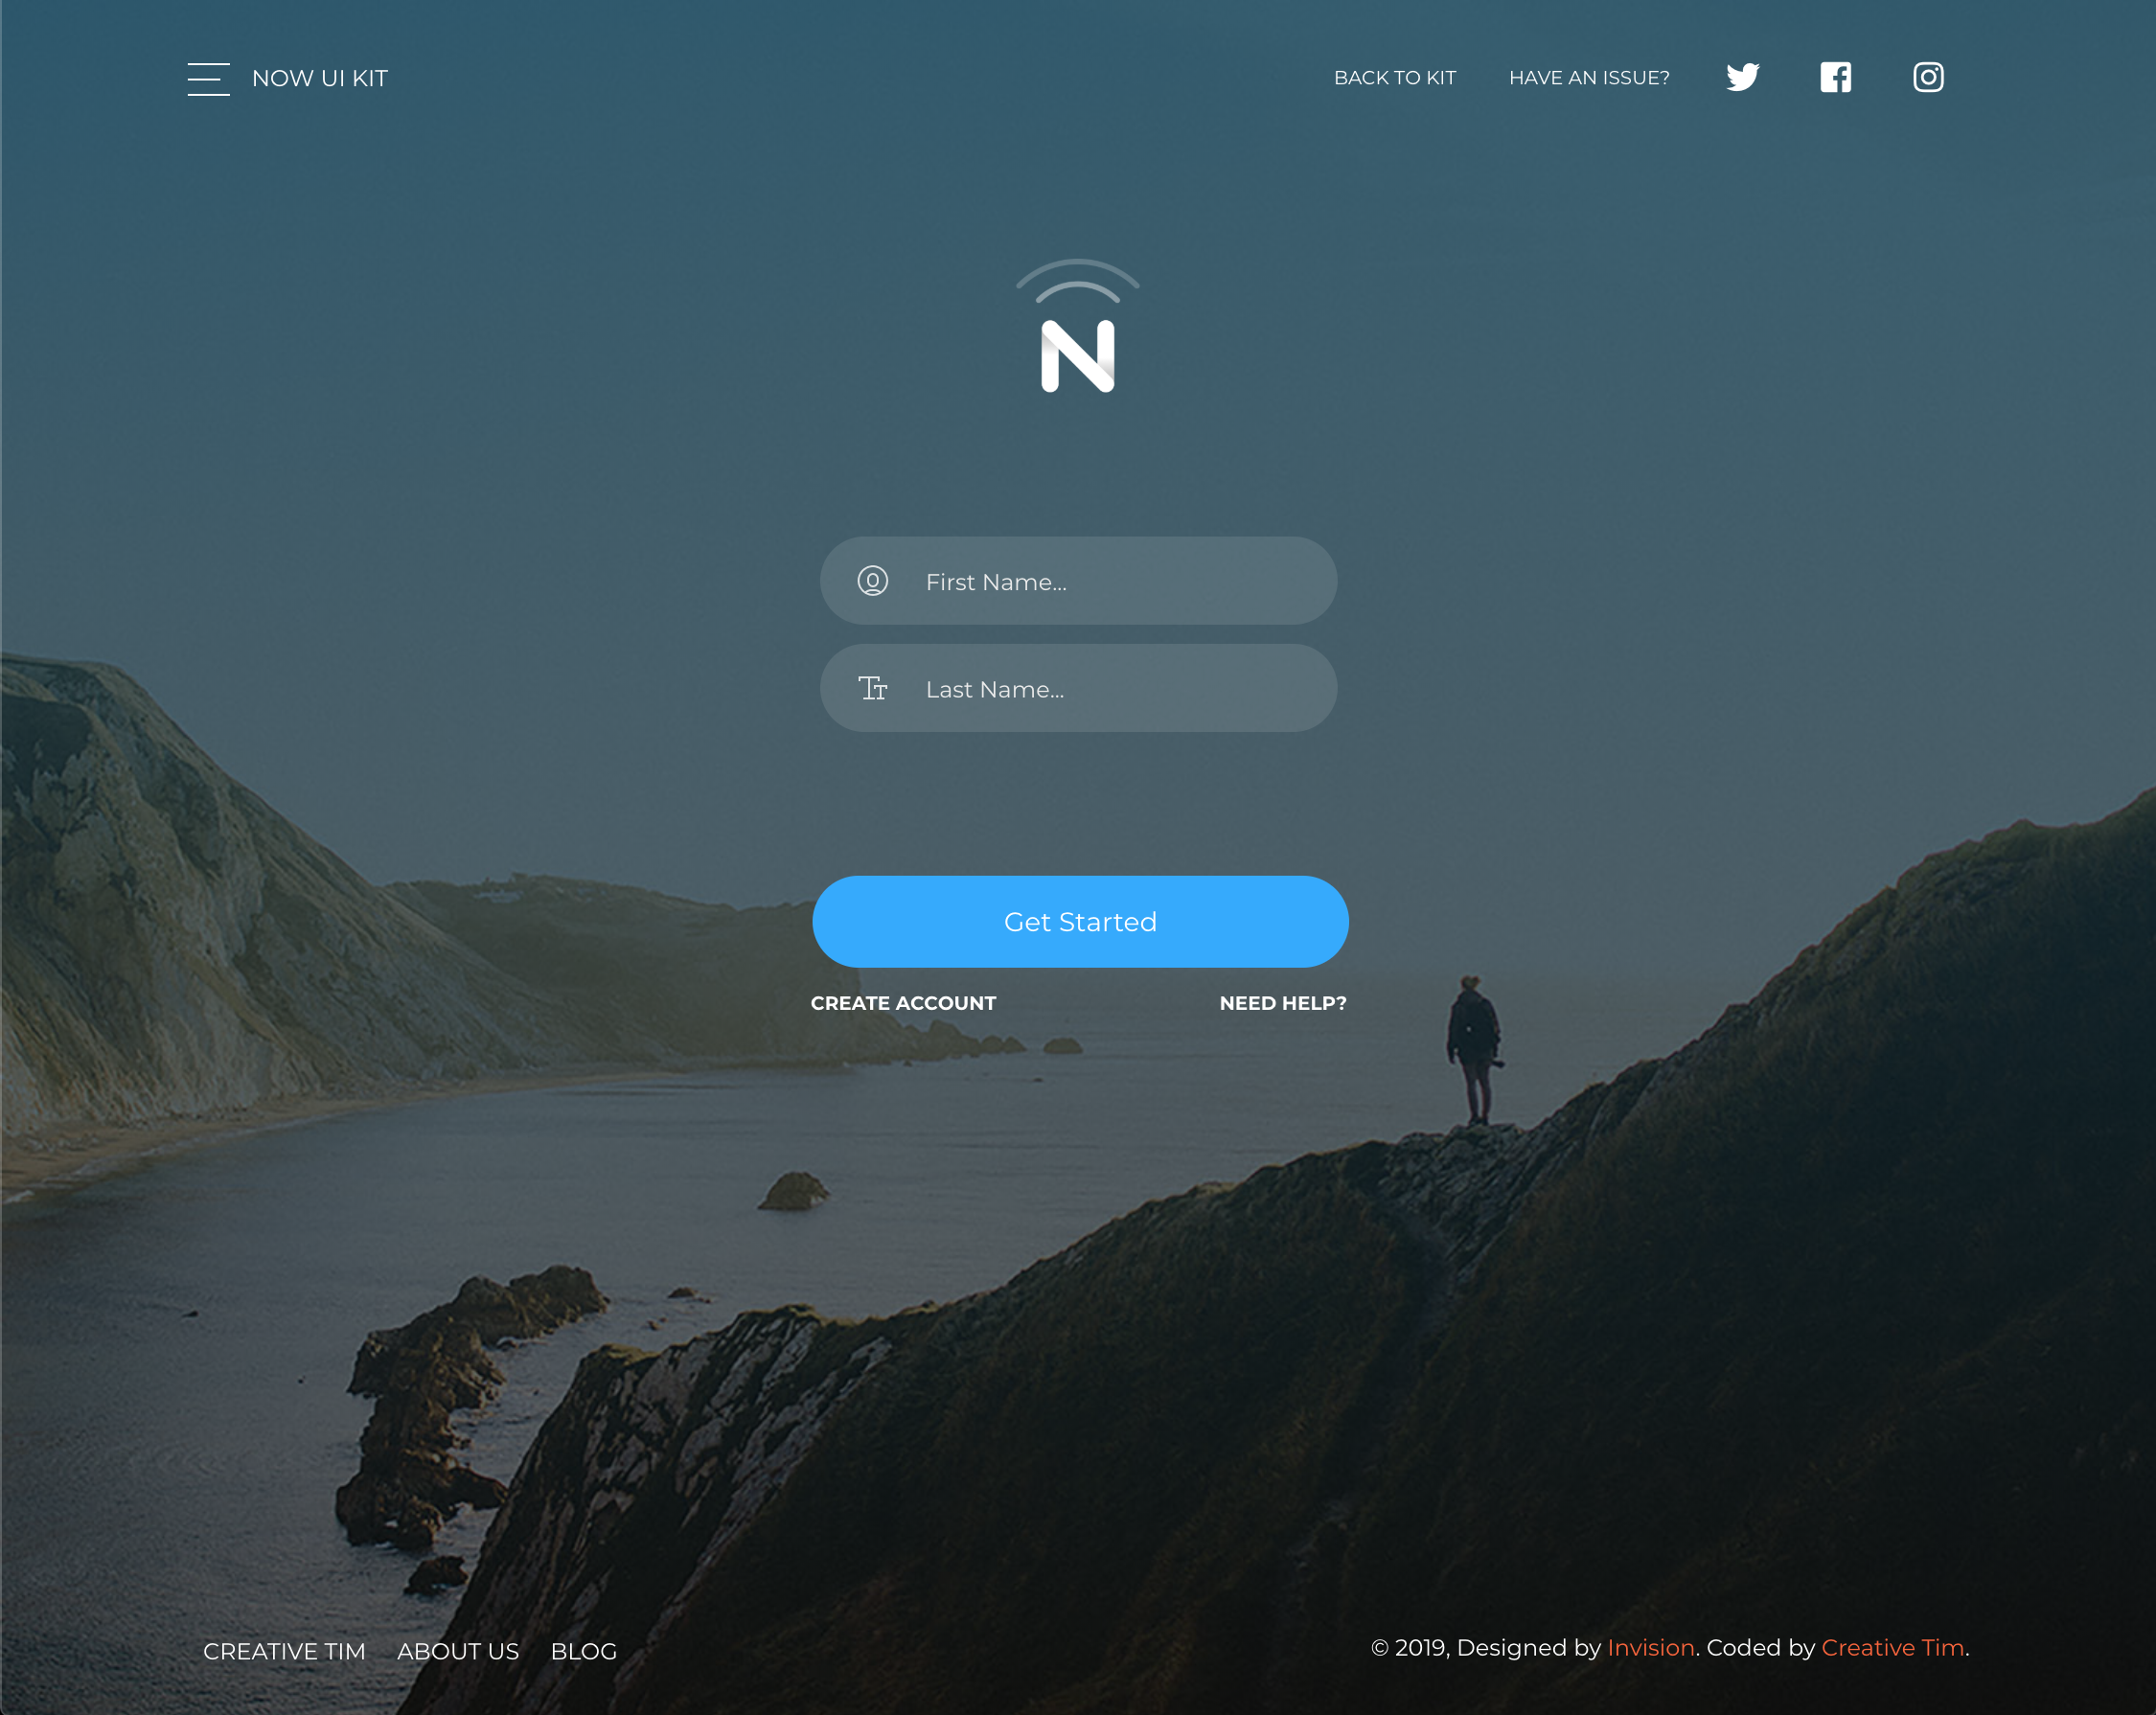 NOW UI KIT
BACK TO KIT
HAVE AN ISSUE?
N
First Name...
Last Name...
Get Started
CREATE ACCOUNT
NEED HELP?
CREATIVE TIM
ABOUT US
BLOG
© 2019, Designed by Invision. Coded by Creative Tim.